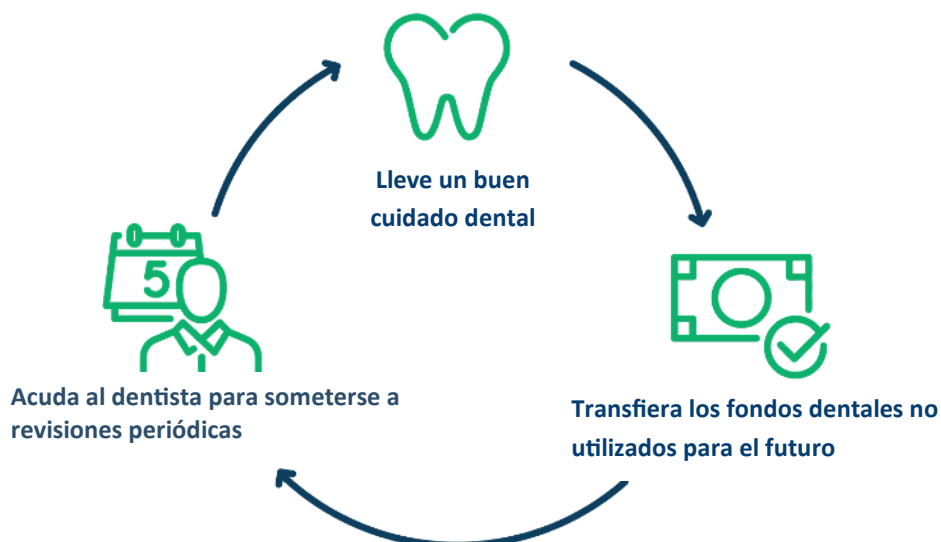 Lleve un buen
cuidado dental
5
Acuda al dentista para someterse a
revisiones periódicas
Transfiera los fondos dentales no
utilizados para el futuro